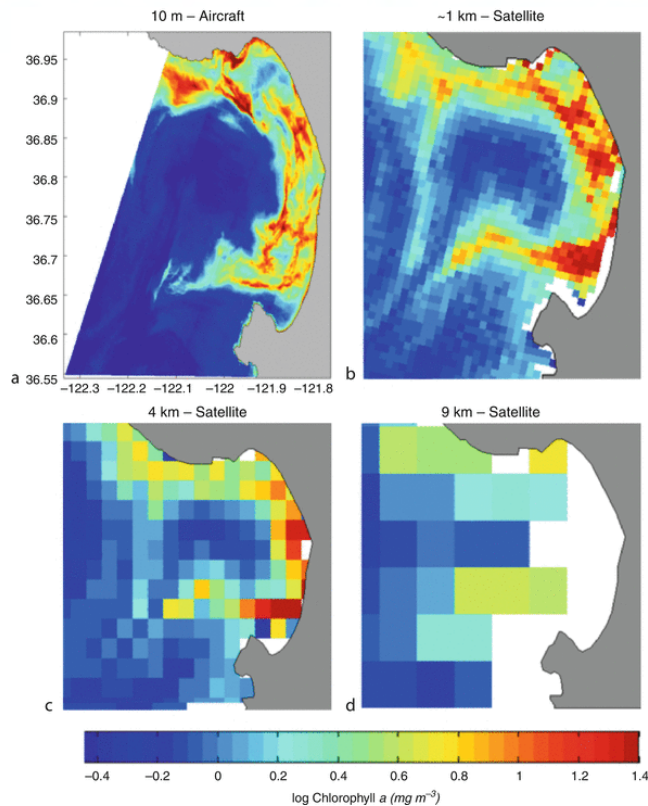 10 m – Aircraft
~1 km – Satellite
36.95
36.9
36.85
36.8
36.75
36.7
36.65
36.6
36.55
a
b
−122.3 −122.2 −122.1 −122 −121.9 −121.8
4 km – Satellite
9 km – Satellite
c
d
−0.4 −0.2 0 0.2 0.4 0.6 0.8 1 1.2 1.4
log Chlorophyll a (mg m−3)